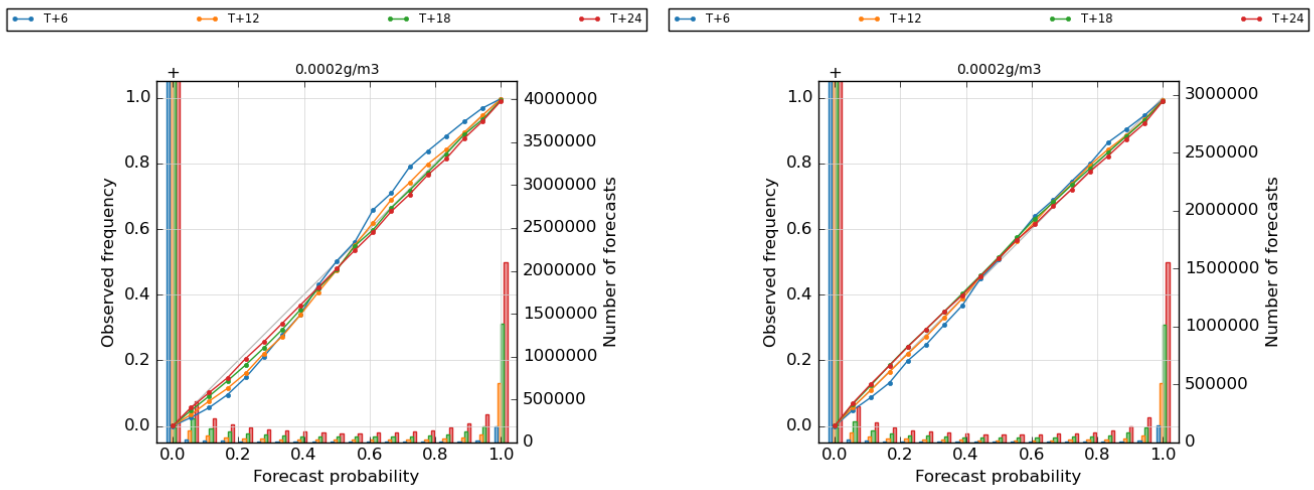 T+6 T+12 T+18 T+24
+
0.0002g/m3
1.0
0.8
0.6
0.4
0.2
0.0
Observed frequency
4000000
3500000
3000000
2500000
2000000
1500000
1000000
500000
0
Number of forecasts
0.0 0.2 0.4 0.6 0.8 1.0
Forecast probability
T+6 T+12 T+18 T+24
+
0.0002g/m3
1.0
0.8
0.6
0.4
0.2
0.0
Observed frequency
3000000
2500000
2000000
1500000
1000000
500000
0
Number of forecasts
0.0 0.2 0.4 0.6 0.8 1.0
Forecast probability